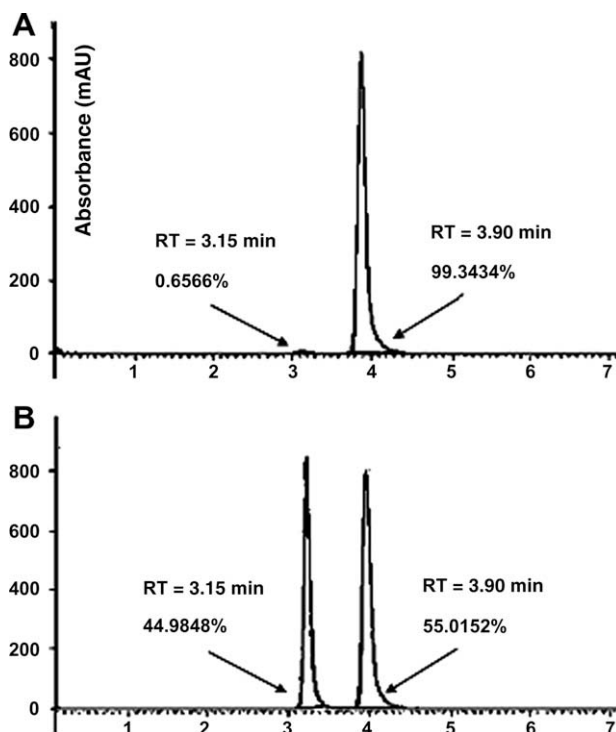 A
Absorbance (mAU)
800
600
400
200
0
RT = 3.15 min
0.6566%
RT = 3.90 min
99.3434%
1 2 3 4 5 6 7
B
800
600
400
200
0
RT = 3.15 min
44.9848%
RT = 3.90 min
55.0152%
1 2 3 4 5 6 7